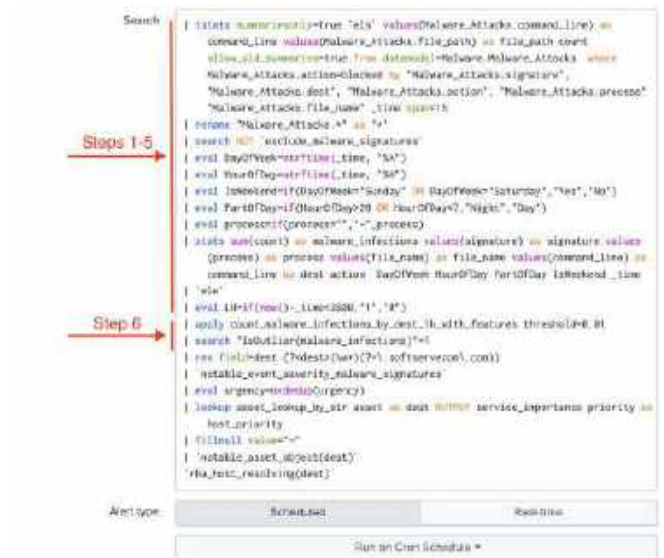 Search
| tstats summariesonly=true `ele` values(Malware_Attacks.command_line) as
command_line values(Malware_Attacks.file_path) as file_path count
allow_old_summaries=true from datamodel=Malware.Malware_Attacks where
Malware_Attacks.action=blocked by "Malware_Attacks.signature",
"Malware_Attacks.dest", "Malware_Attacks.action", "Malware_Attacks.process"
"Malware_Attacks.file_name" _time
| rename "Malware_Attacks.*" as "*"
| search NOT `exclude_malware_signatures`
Steps 1-5
| eval DayOfWeek=strftime(_time, "%A")
| eval HourOfDay=strftime(_time, "%H")
| eval IsWeekend=if(DayOfWeek="Sunday" OR DayOfWeek="Saturday","Yes","No")
| eval PartOfDay=if(HourOfDay>20 OR HourOfDay<7,"Night","Day")
| eval process=if(process="","-",process)
| stats sum(count) as malware_infections values(signature) as signature values
(process) as process values(file_name) as file_name values(command_line) as
command_line by dest action DayOfWeek HourOfDay PartOfDay IsWeekend _time
| `ele`
| eval LH=if(now()-_time<3600,"1","0")
Step 6
| apply count_malware_infections_by_dest_1h_with_features threshold=0.01
| search "IsOutlier(malware_infections)"=1
| rex field=dest
`notable_event_severity_malware_signatures`
| eval urgency=mvdedup(urgency)
| lookup asset_lookup_by_str asset as dest OUTPUT service_importance priority as
host_priority
| fillnull value="-"
| `notable_asset_object(dest)`
`rba_host_resolving(dest)`
Alert type
Scheduled
Real-time
Run on Cron Schedule